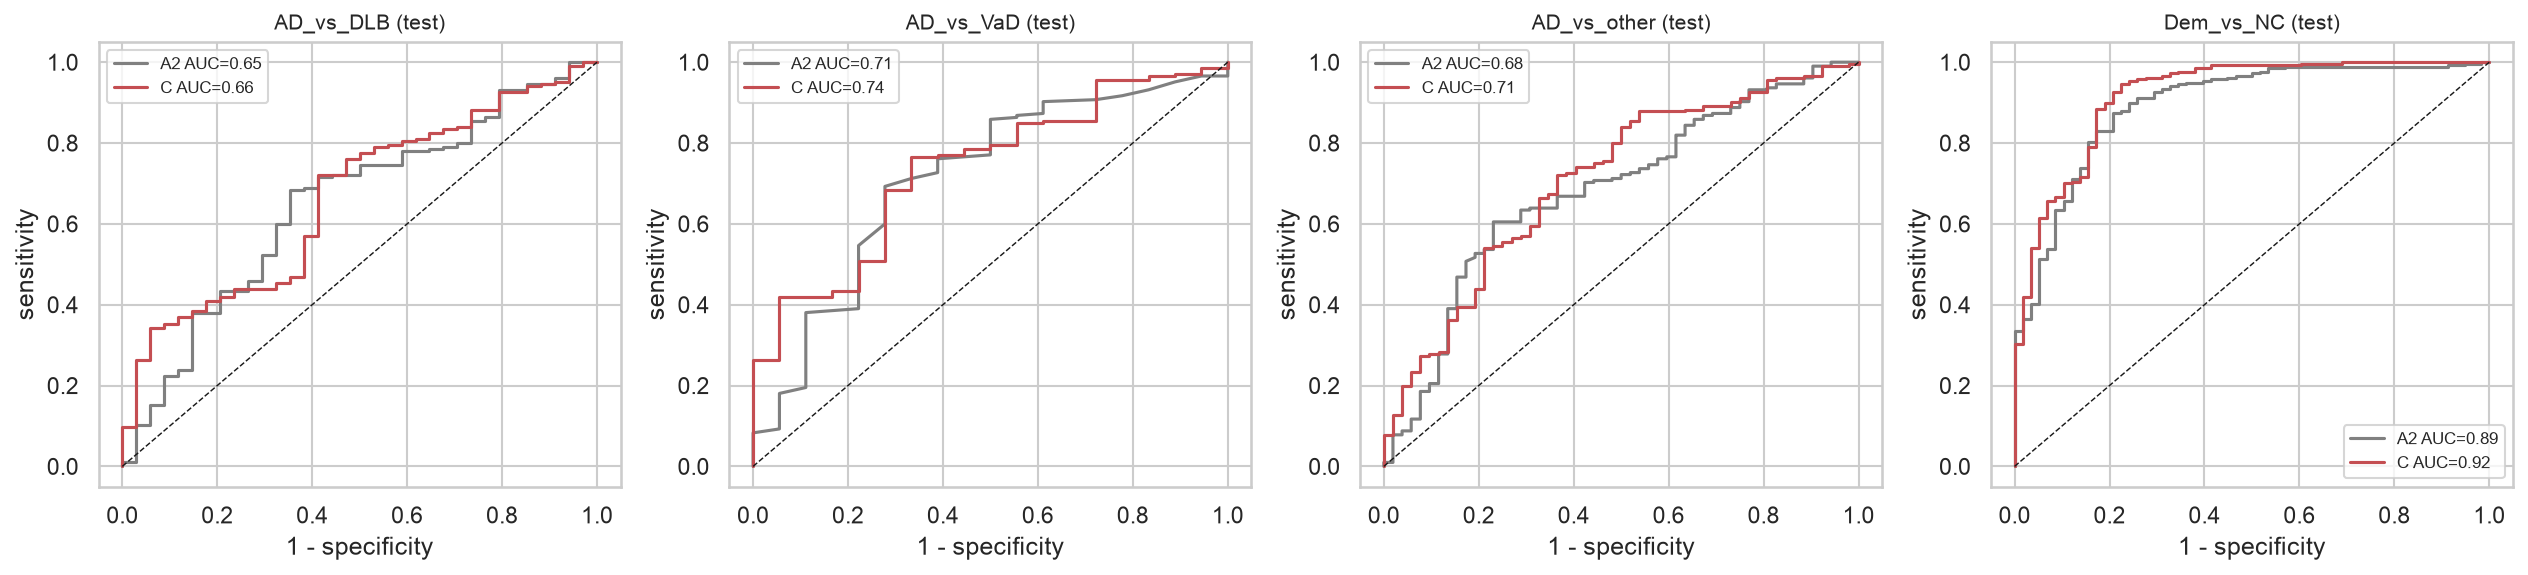 AD_vs_DLB (test)
A2 AUC=0.65
C AUC=0.66
1.0
0.8
0.6
0.4
0.2
0.0
sensitivity
0.0 0.2 0.4 0.6 0.8 1.0
1 - specificity
AD_vs_VaD (test)
A2 AUC=0.71
C AUC=0.74
1.0
0.8
0.6
0.4
0.2
0.0
sensitivity
0.0 0.2 0.4 0.6 0.8 1.0
1 - specificity
AD_vs_other (test)
A2 AUC=0.68
C AUC=0.71
1.0
0.8
0.6
0.4
0.2
0.0
sensitivity
0.0 0.2 0.4 0.6 0.8 1.0
1 - specificity
Dem_vs_NC (test)
1.0
0.8
0.6
0.4
0.2
0.0
sensitivity
A2 AUC=0.89
C AUC=0.92
0.0 0.2 0.4 0.6 0.8 1.0
1 - specificity